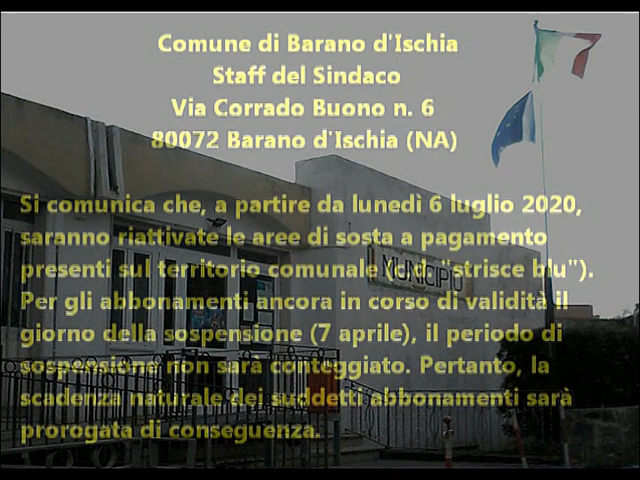 Comune di Barano d'Ischia
Staff del Sindaco
Via Corrado Buono n. 6
80072 Barano d'Ischia (NA)
Si comunica che, a partire da lunedì 6 luglio 2020,
saranno riattivate le aree di sosta a pagamento
presenti sul territorio comunale (c.d. "strisce blu").
Per gli abbonamenti ancora in corso di validità il
giorno della sospensione (7 aprile), il periodo di
sospensione non sarà conteggiato. Pertanto, la
scadenza naturale dei suddetti abbonamenti sarà
prorogata di conseguenza.
MUNICIPIO